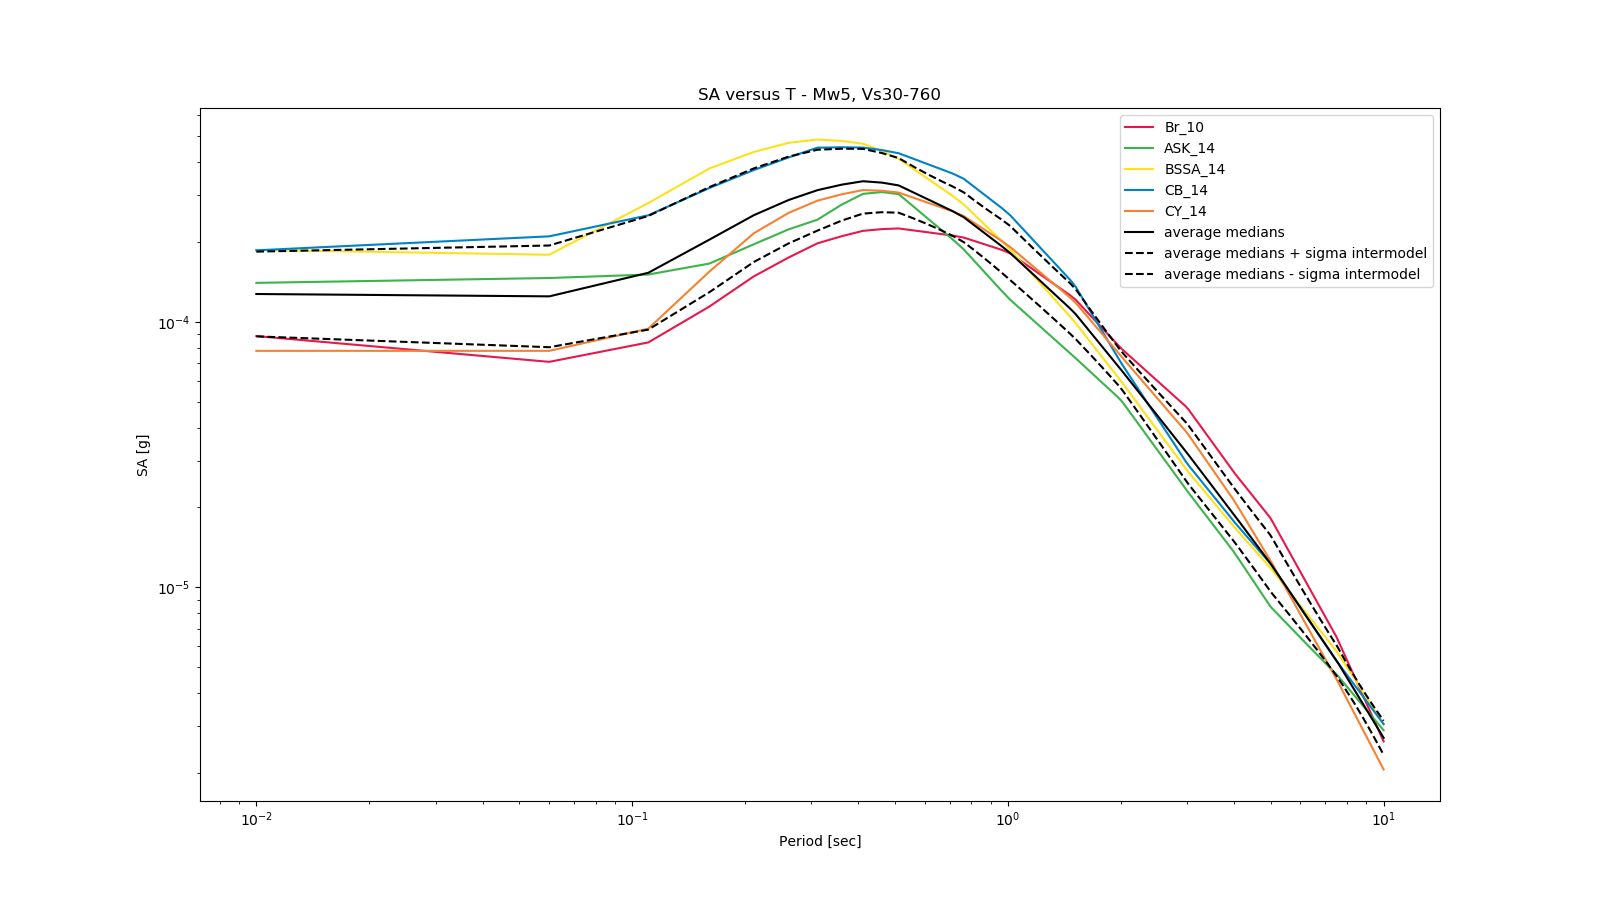 SA versus T - Mw5, Vs30-760
Br_10
ASK_14
BSSA_14
CB_14
CY_14
average medians
average medians + sigma intermodel
average medians - sigma intermodel
SA [g]
10⁻⁴
10⁻⁵
10⁻² 10⁻¹ 10⁰ 10¹
Period [sec]